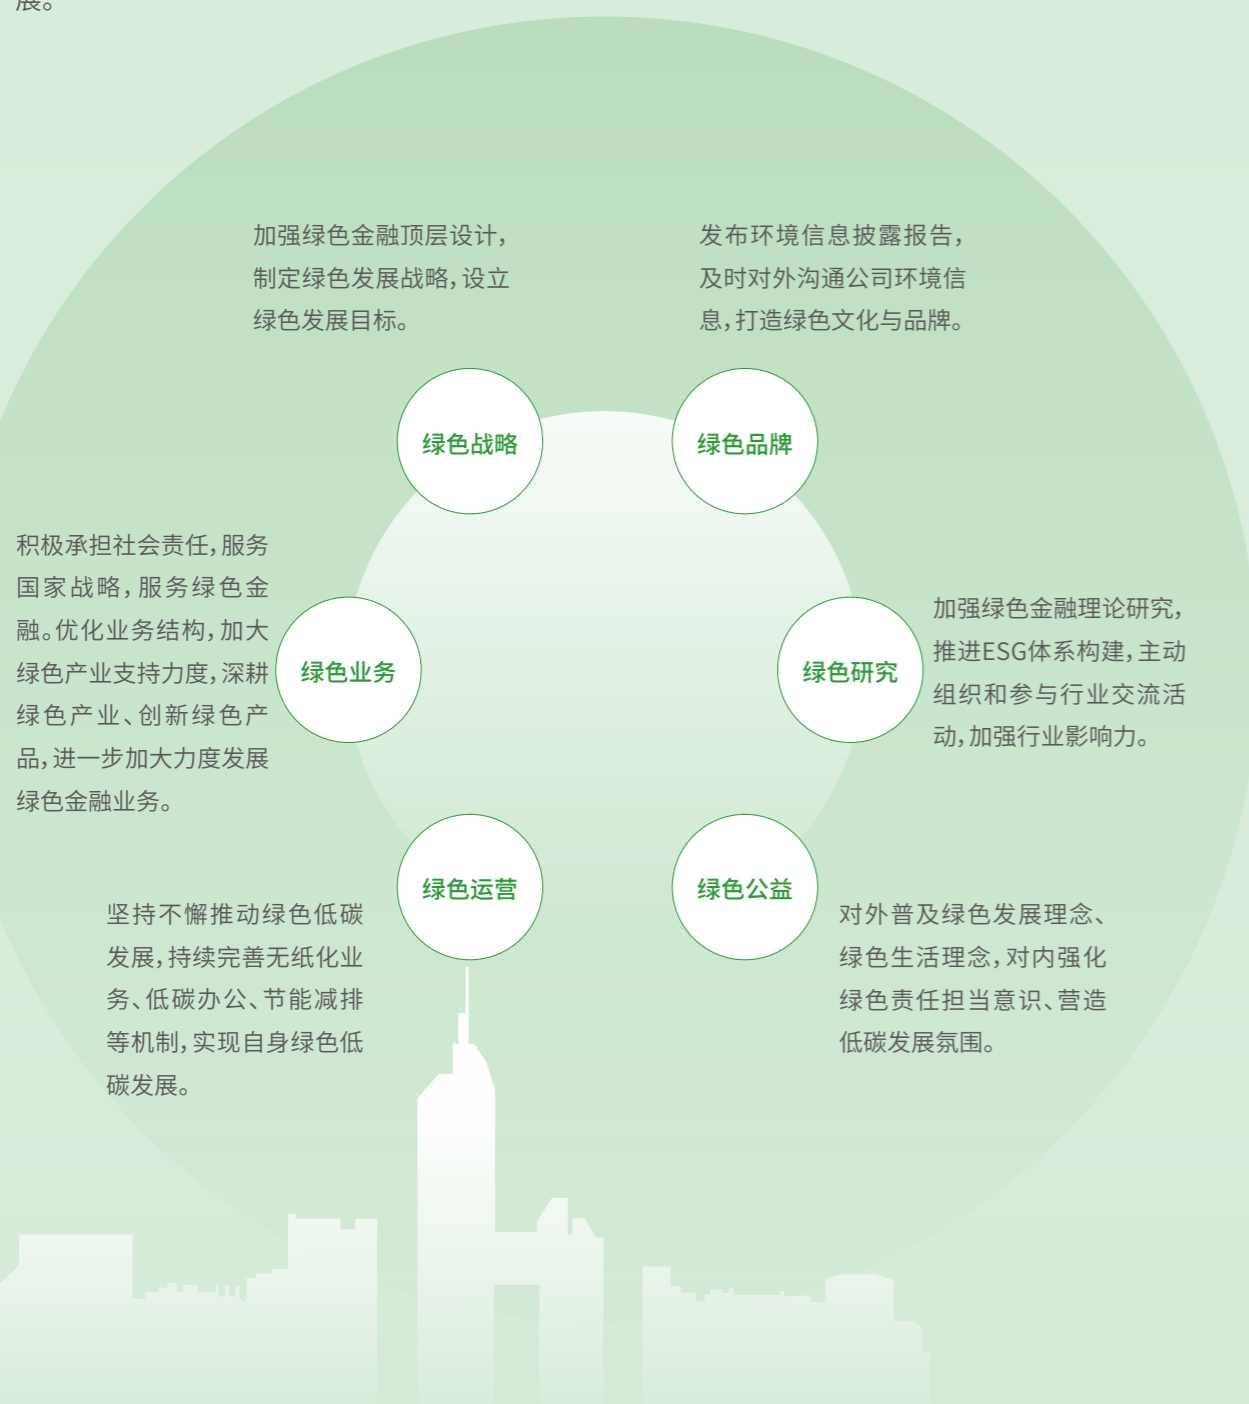 展。
加强绿色金融顶层设计，
制定绿色发展战略，设立
绿色发展目标。
发布环境信息披露报告，
及时对外沟通公司环境信
息，打造绿色文化与品牌。
绿色战略
绿色品牌
积极承担社会责任，服务
国家战略，服务绿色金
融。优化业务结构，加大
绿色产业支持力度，深耕
绿色产业、创新绿色产
品，进一步加大力度发展
绿色金融业务。
绿色业务
绿色研究
加强绿色金融理论研究，
推进ESG体系构建，主动
组织和参与行业交流活
动，加强行业影响力。
绿色运营
绿色公益
坚持不懈推动绿色低碳
发展，持续完善无纸化业
务、低碳办公、节能减排
等机制，实现自身绿色低
碳发展。
对外普及绿色发展理念、
绿色生活理念，对内强化
绿色责任担当意识、营造
低碳发展氛围。